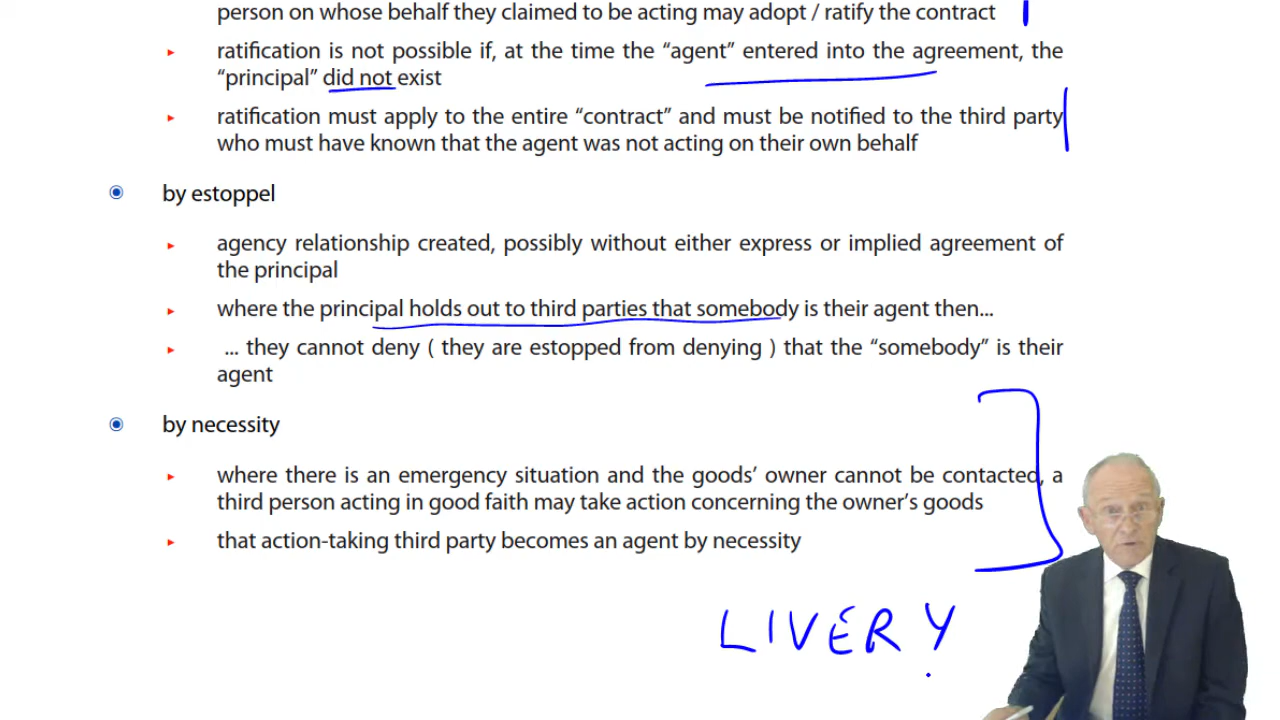 person on whose behalf they claimed to be acting may adopt / ratify the contract
ratification is not possible if, at the time the “agent” entered into the agreement, the
“principal” did not exist
ratification must apply to the entire “contract” and must be notified to the third party
who must have known that the agent was not acting on their own behalf
by estoppel
agency relationship created, possibly without either express or implied agreement of
the principal
where the principal holds out to third parties that somebody is their agent then...
... they cannot deny ( they are estopped from denying ) that the “somebody” is their
agent
by necessity
where there is an emergency situation and the goods’ owner cannot be contacted, a
third person acting in good faith may take action concerning the owner’s goods
that action-taking third party becomes an agent by necessity
LIVERY